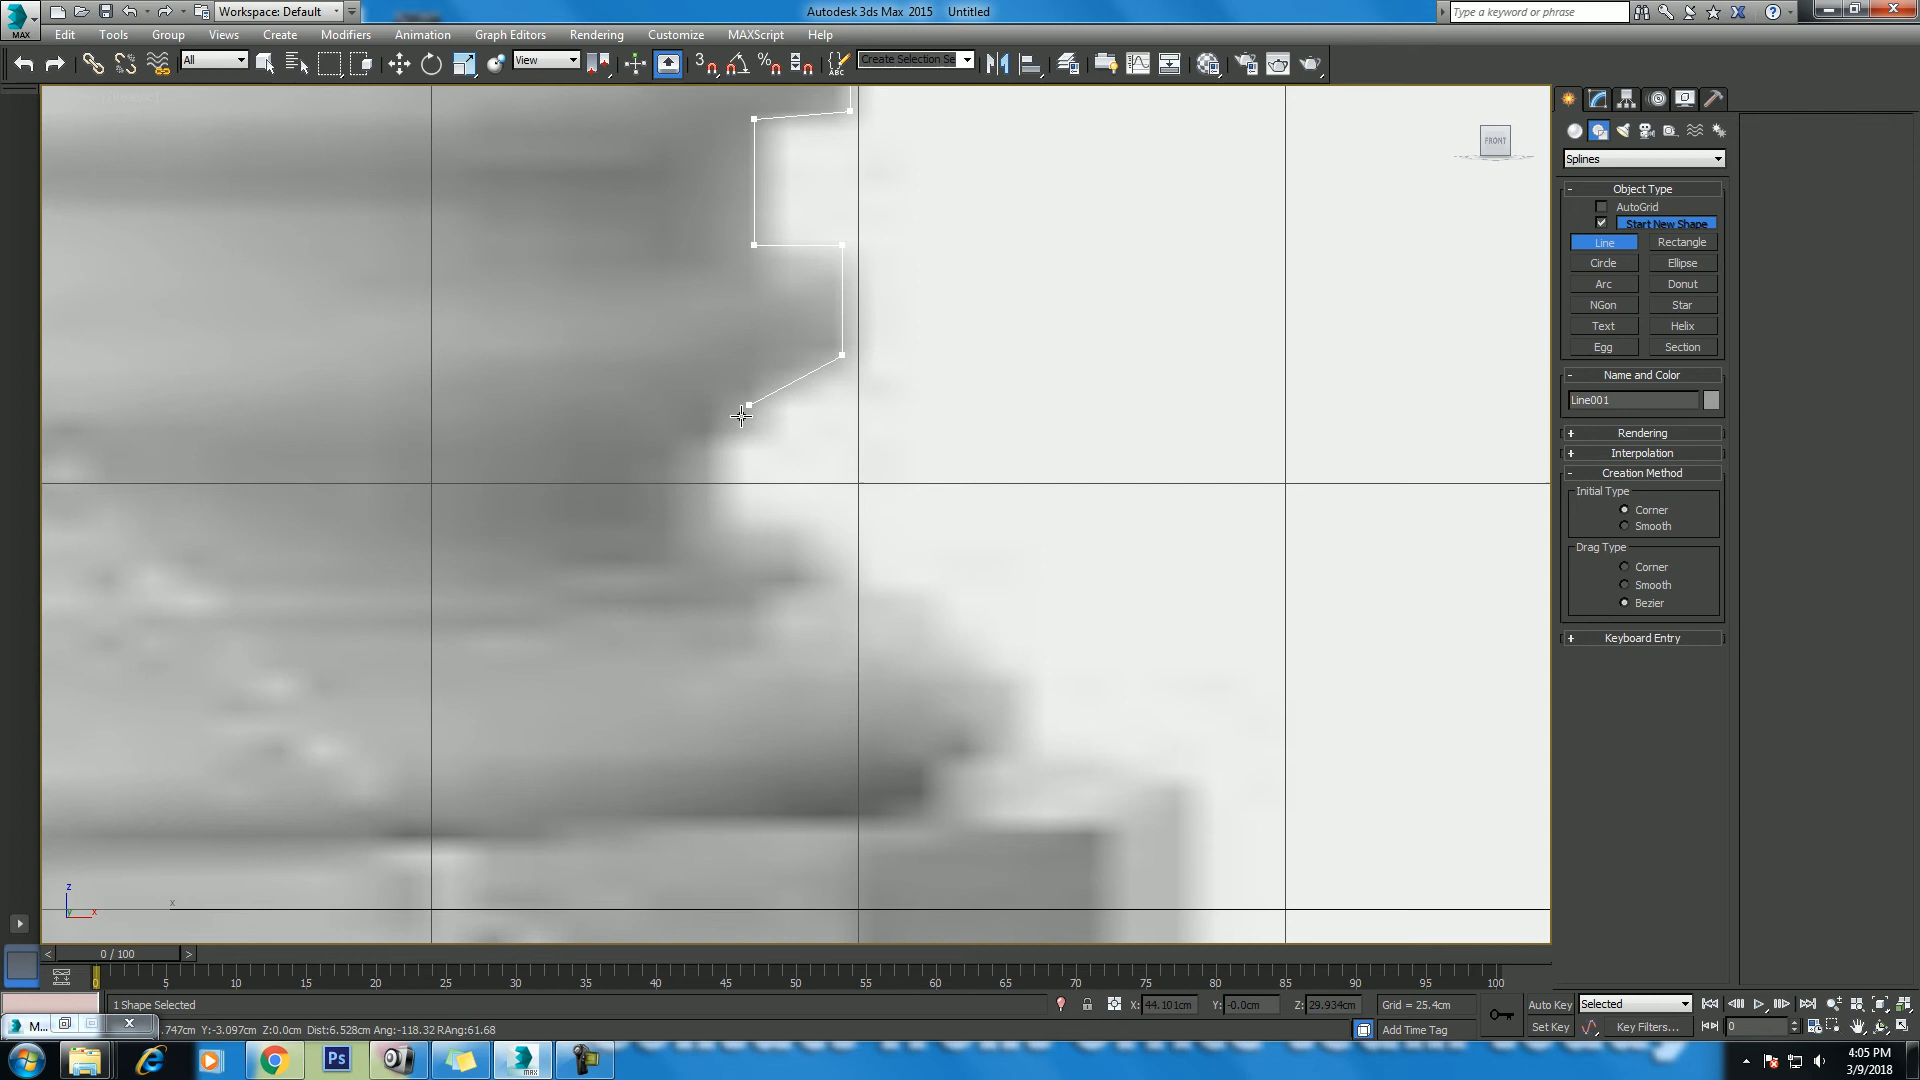 Workspace: Default
Autodesk 3ds Max 2015 Untitled
Type a keyword or phrase
MAX
Edit Tools Group Views Create Modifiers Animation Graph Editors Rendering Customize MAXScript Help
All
View
3
ABC
Create Selection Se
FRONT
Splines
- Object Type
AutoGrid
Start New Shape
Line Rectangle
Circle Ellipse
Arc Donut
NGon Star
Text Helix
Egg Section
- Name and Color
Line001
+ Rendering
+ Interpolation
- Creation Method
Initial Type
Corner
Smooth
Drag Type
Corner
Smooth
Bezier
+ Keyboard Entry
z
y x
x
< 0 / 100 >
0 5 10 15 20 25 30 35 40 45 50 55 60 65 70 75 80 85 90 95 100
1 Shape Selected
X: 44.101cm Y: -0.0cm Z: 29.934cm Grid = 25.4cm
Auto Key Selected
M...
.747cm Y:-3.097cm Z:0.0cm Dist:6.528cm Ang:-118.32 RAng:61.68
Add Time Tag
Set Key Key Filters... 0
Ps
MAX
4:05 PM
3/9/2018